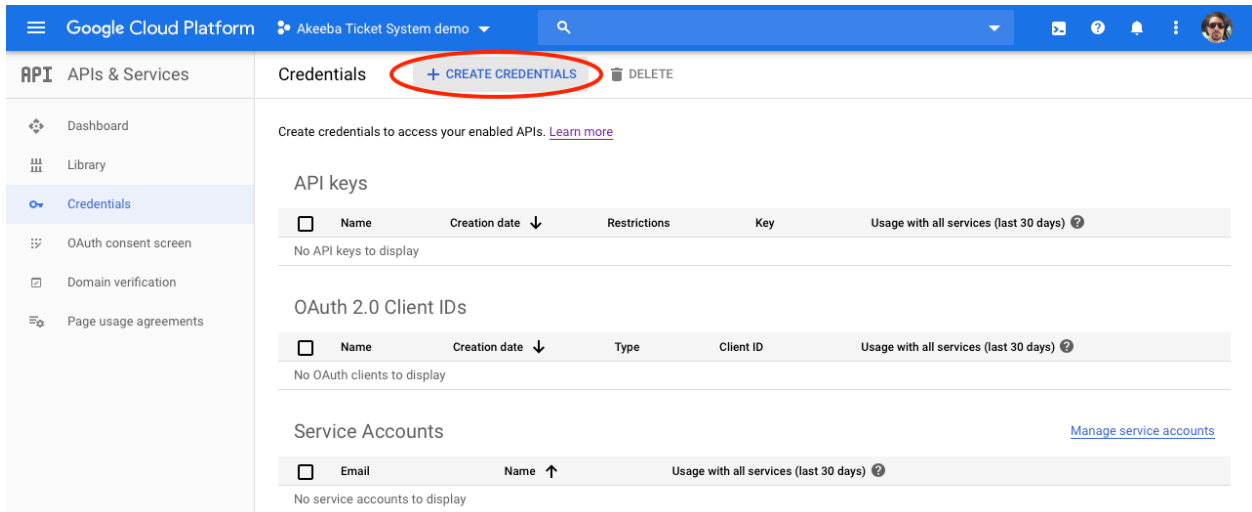 Google Cloud Platform Akeeba Ticket System demo
API APIs & Services Credentials + CREATE CREDENTIALS DELETE
Dashboard
Library
Credentials
OAuth consent screen
Domain verification
Page usage agreements
Create credentials to access your enabled APIs. Learn more
API keys
Name Creation date Restrictions Key Usage with all services (last 30 days) ?
No API keys to display
OAuth 2.0 Client IDs
Name Creation date Type Client ID Usage with all services (last 30 days) ?
No OAuth clients to display
Service Accounts Manage service accounts
Email Name Usage with all services (last 30 days) ?
No service accounts to display